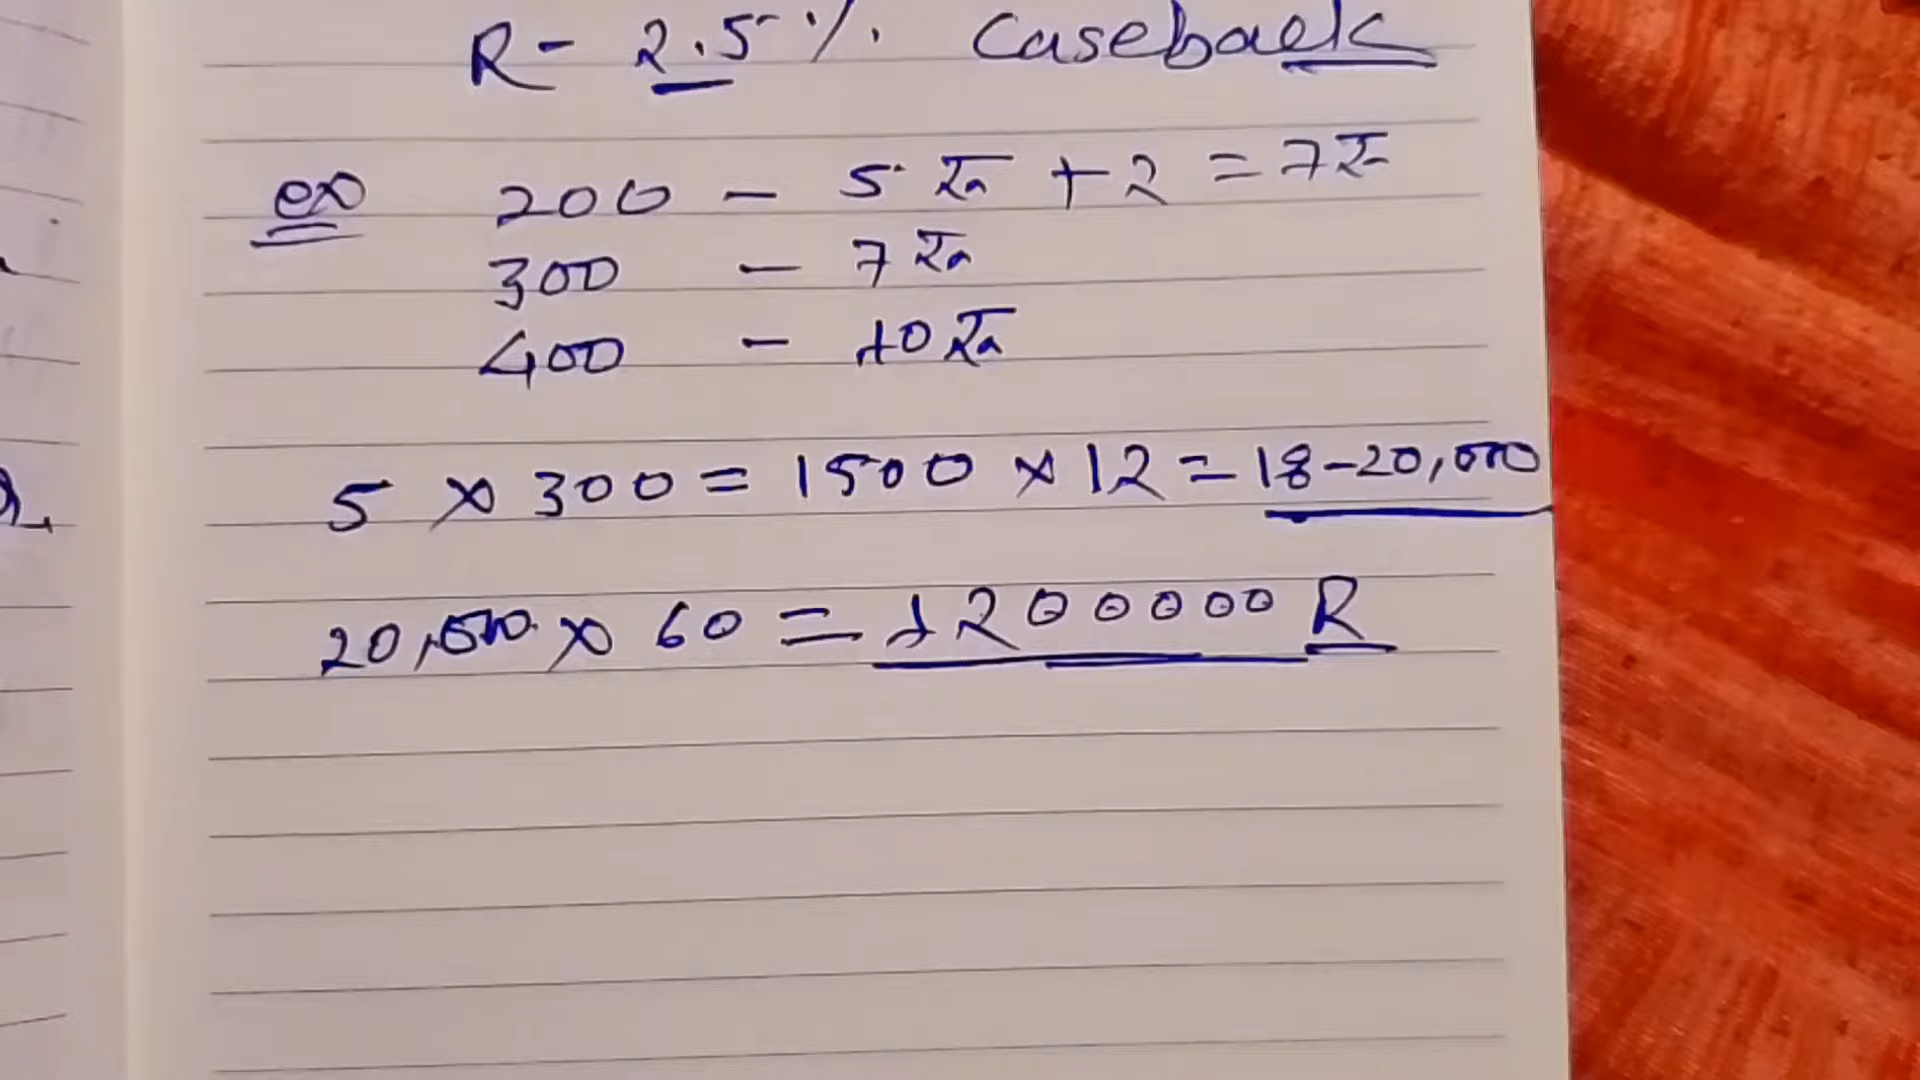 R - 2.5 %. Caseback
ex 200 - 5 रु + 2 = 7 रु
300 - 7 रु
400 - 10 रु
5 × 300 = 1500 × 12 = 18-20,000
20,000 × 60 = 1200000 R